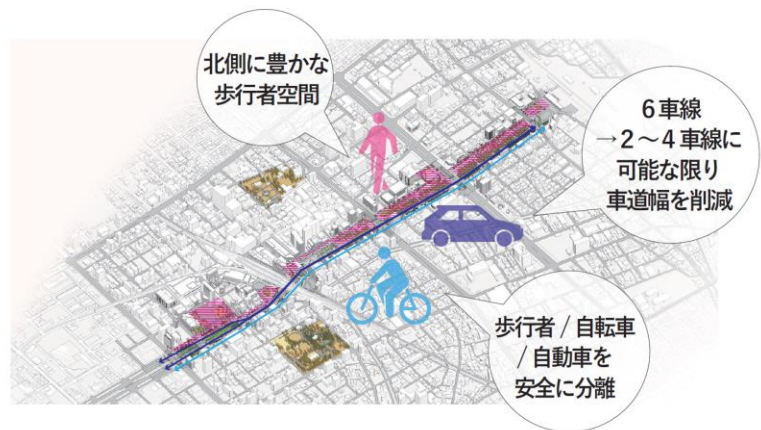 北側に豊かな
歩行者空間
6車線
→2～4車線に
可能な限り
車道幅を削減
歩行者/自転車
/自動車を
安全に分離